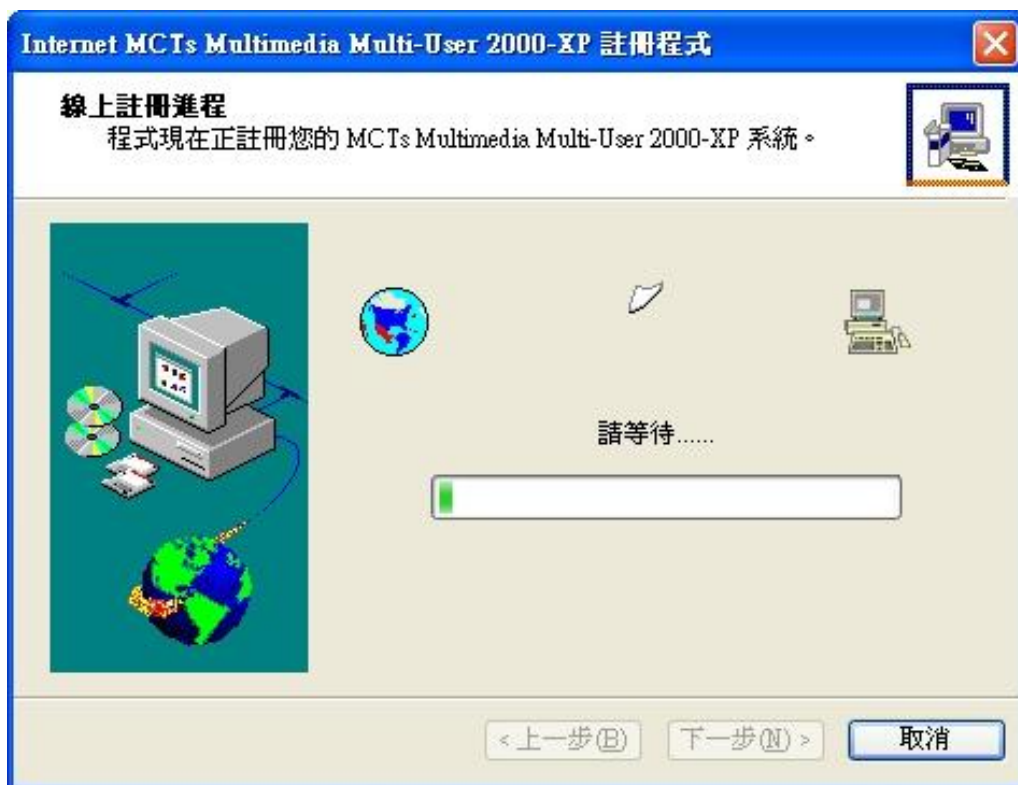 Internet MCTs Multimedia Multi-User 2000-XP 註冊程式
線上註冊進程
程式現在正註冊您的 MCTs Multimedia Multi-User 2000-XP 系統。
請等待......
<上一步(B) 下一步(N)> 取消